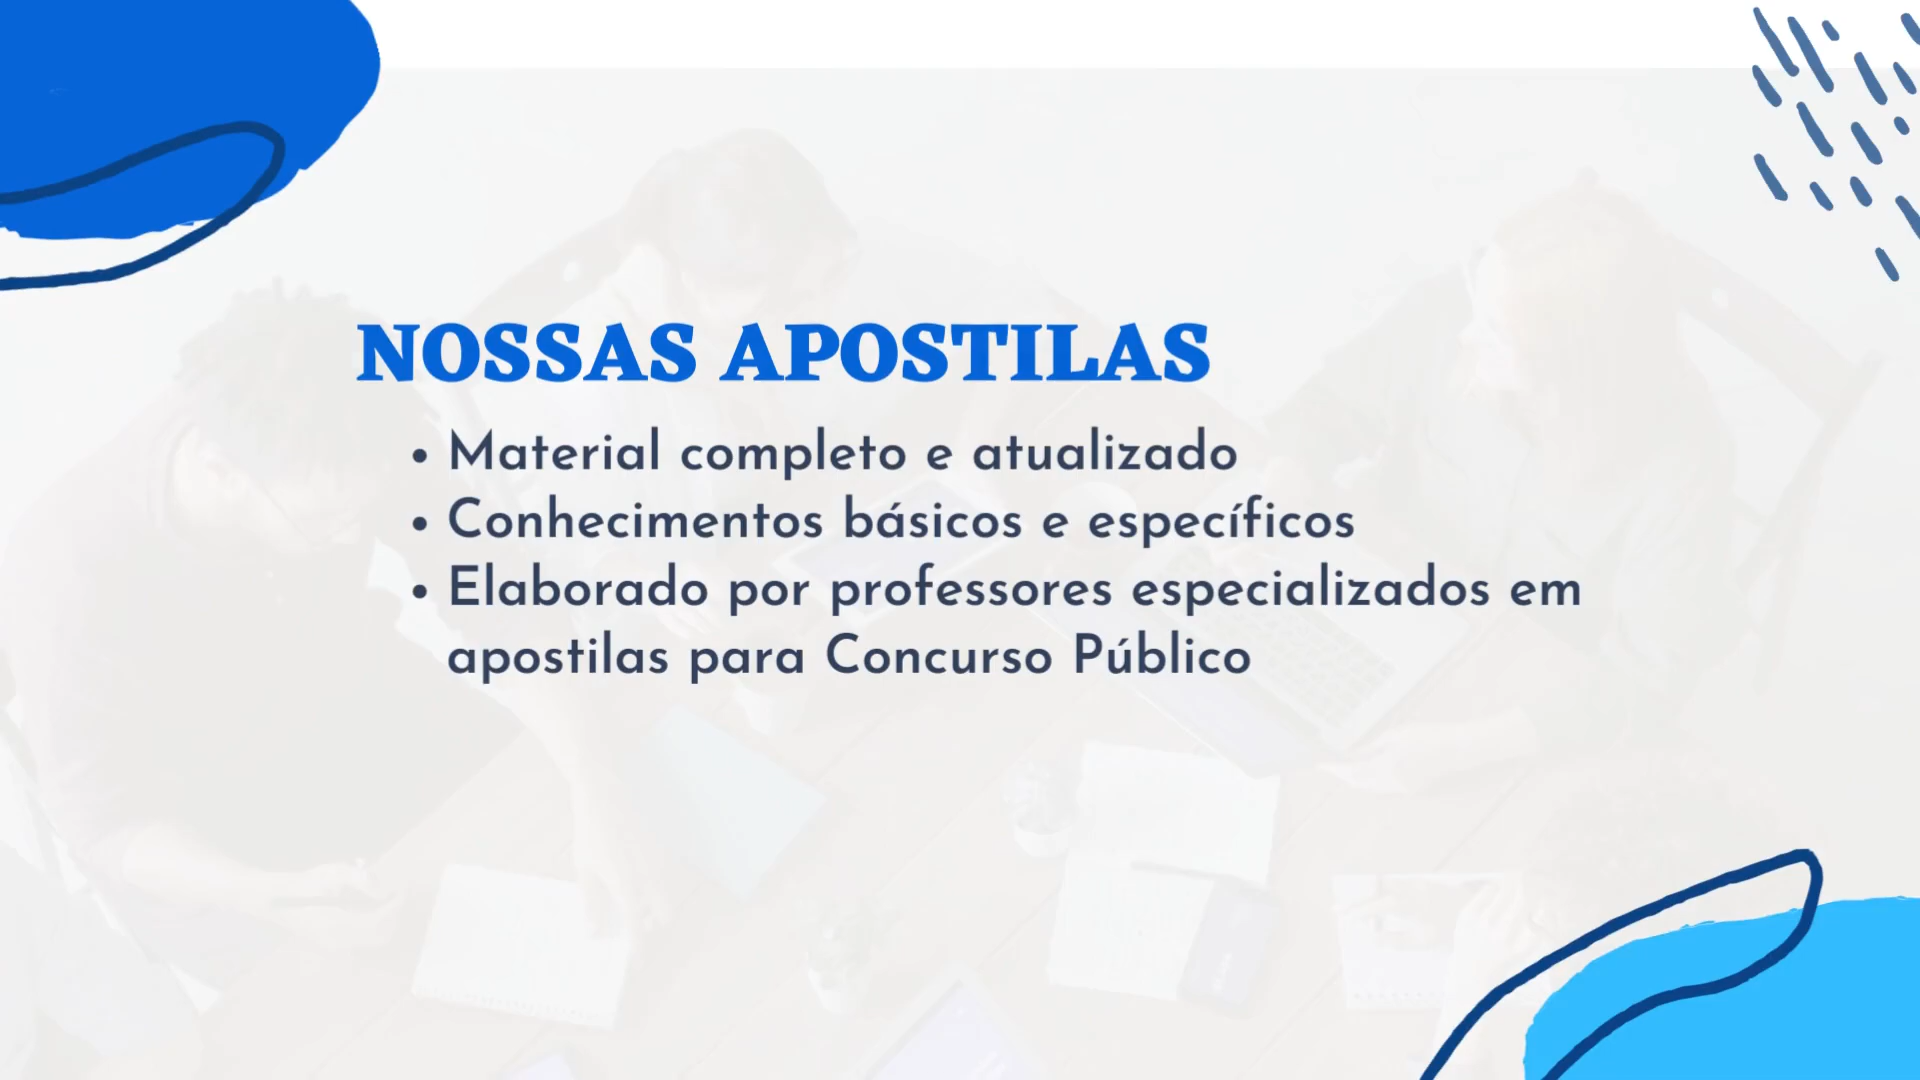 NOSSAS APOSTILAS
• Material completo e atualizado
• Conhecimentos básicos e específicos
• Elaborado por professores especializados em
apostilas para Concurso Público